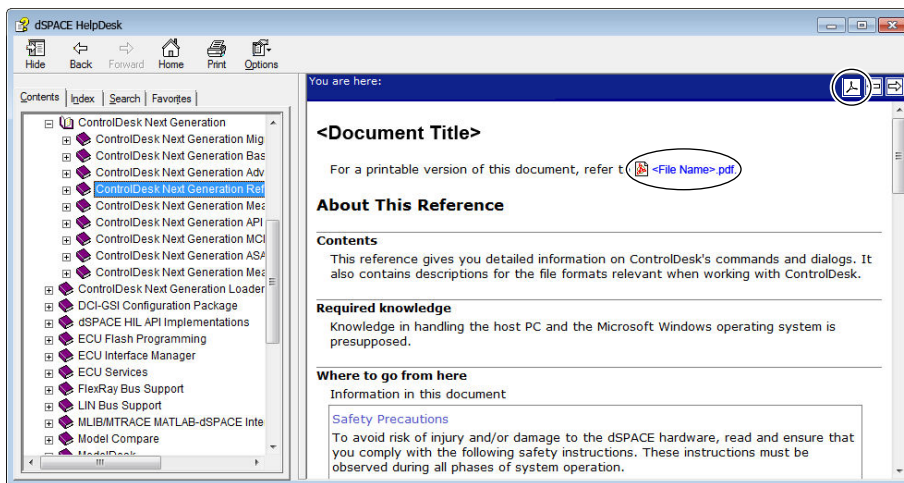 dSPACE HelpDesk
Hide Back Forward Home Print Options
Contents Index Search Favorites
ControlDesk Next Generation
ControlDesk Next Generation Mig
ControlDesk Next Generation Bas
ControlDesk Next Generation Adv
ControlDesk Next Generation Ref
ControlDesk Next Generation Mea
ControlDesk Next Generation API
ControlDesk Next Generation MCI
ControlDesk Next Generation ASA
ControlDesk Next Generation Mea
ControlDesk Next Generation Loader
DCI-GSI Configuration Package
dSPACE HIL API Implementations
ECU Flash Programming
ECU Interface Manager
ECU Services
FlexRay Bus Support
LIN Bus Support
MLIB/MTRACE MATLAB-dSPACE Inte
Model Compare
ModelDesk
You are here:
<Document Title>
For a printable version of this document, refer t <File Name>.pdf.
About This Reference
Contents
This reference gives you detailed information on ControlDesk's commands and dialogs. It
also contains descriptions for the file formats relevant when working with ControlDesk.
Required knowledge
Knowledge in handling the host PC and the Microsoft Windows operating system is
presupposed.
Where to go from here
Information in this document
Safety Precautions
To avoid risk of injury and/or damage to the dSPACE hardware, read and ensure that
you comply with the following safety instructions. These instructions must be
observed during all phases of system operation.